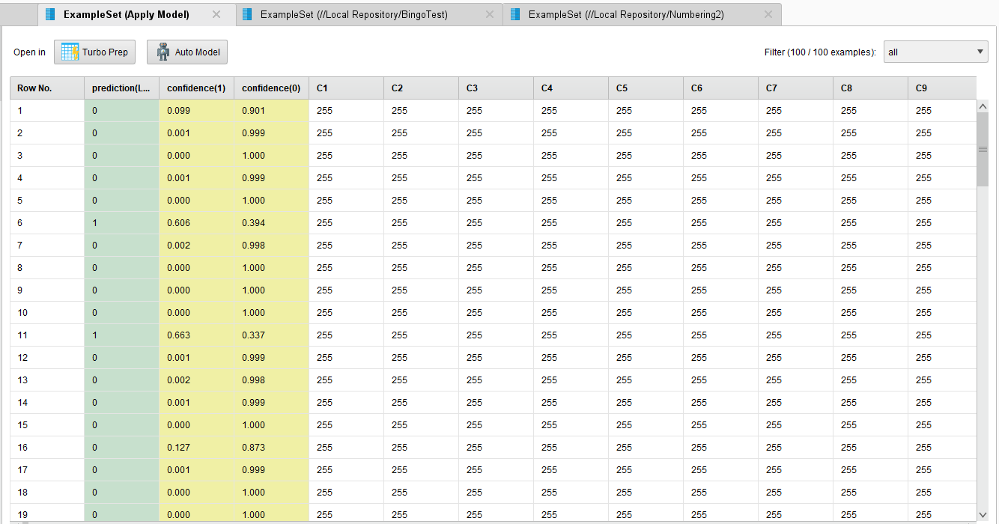 ExampleSet (Apply Model) ExampleSet (//Local Repository/BingoTest) ExampleSet (//Local Repository/Numbering2)
Open in Turbo Prep Auto Model Filter (100 / 100 examples): all
Row No. prediction(L... confidence(1) confidence(0) C1 C2 C3 C4 C5 C6 C7 C8 C9
1 0 0.099 0.901 255 255 255 255 255 255 255 255 255
2 0 0.001 0.999 255 255 255 255 255 255 255 255 255
3 0 0.000 1.000 255 255 255 255 255 255 255 255 255
4 0 0.001 0.999 255 255 255 255 255 255 255 255 255
5 0 0.000 1.000 255 255 255 255 255 255 255 255 255
6 1 0.606 0.394 255 255 255 255 255 255 255 255 255
7 0 0.002 0.998 255 255 255 255 255 255 255 255 255
8 0 0.000 1.000 255 255 255 255 255 255 255 255 255
9 0 0.000 1.000 255 255 255 255 255 255 255 255 255
10 0 0.000 1.000 255 255 255 255 255 255 255 255 255
11 1 0.663 0.337 255 255 255 255 255 255 255 255 255
12 0 0.001 0.999 255 255 255 255 255 255 255 255 255
13 0 0.002 0.998 255 255 255 255 255 255 255 255 255
14 0 0.001 0.999 255 255 255 255 255 255 255 255 255
15 0 0.000 1.000 255 255 255 255 255 255 255 255 255
16 0 0.127 0.873 255 255 255 255 255 255 255 255 255
17 0 0.001 0.999 255 255 255 255 255 255 255 255 255
18 0 0.000 1.000 255 255 255 255 255 255 255 255 255
19 0 0.000 1.000 255 255 255 255 255 255 255 255 255